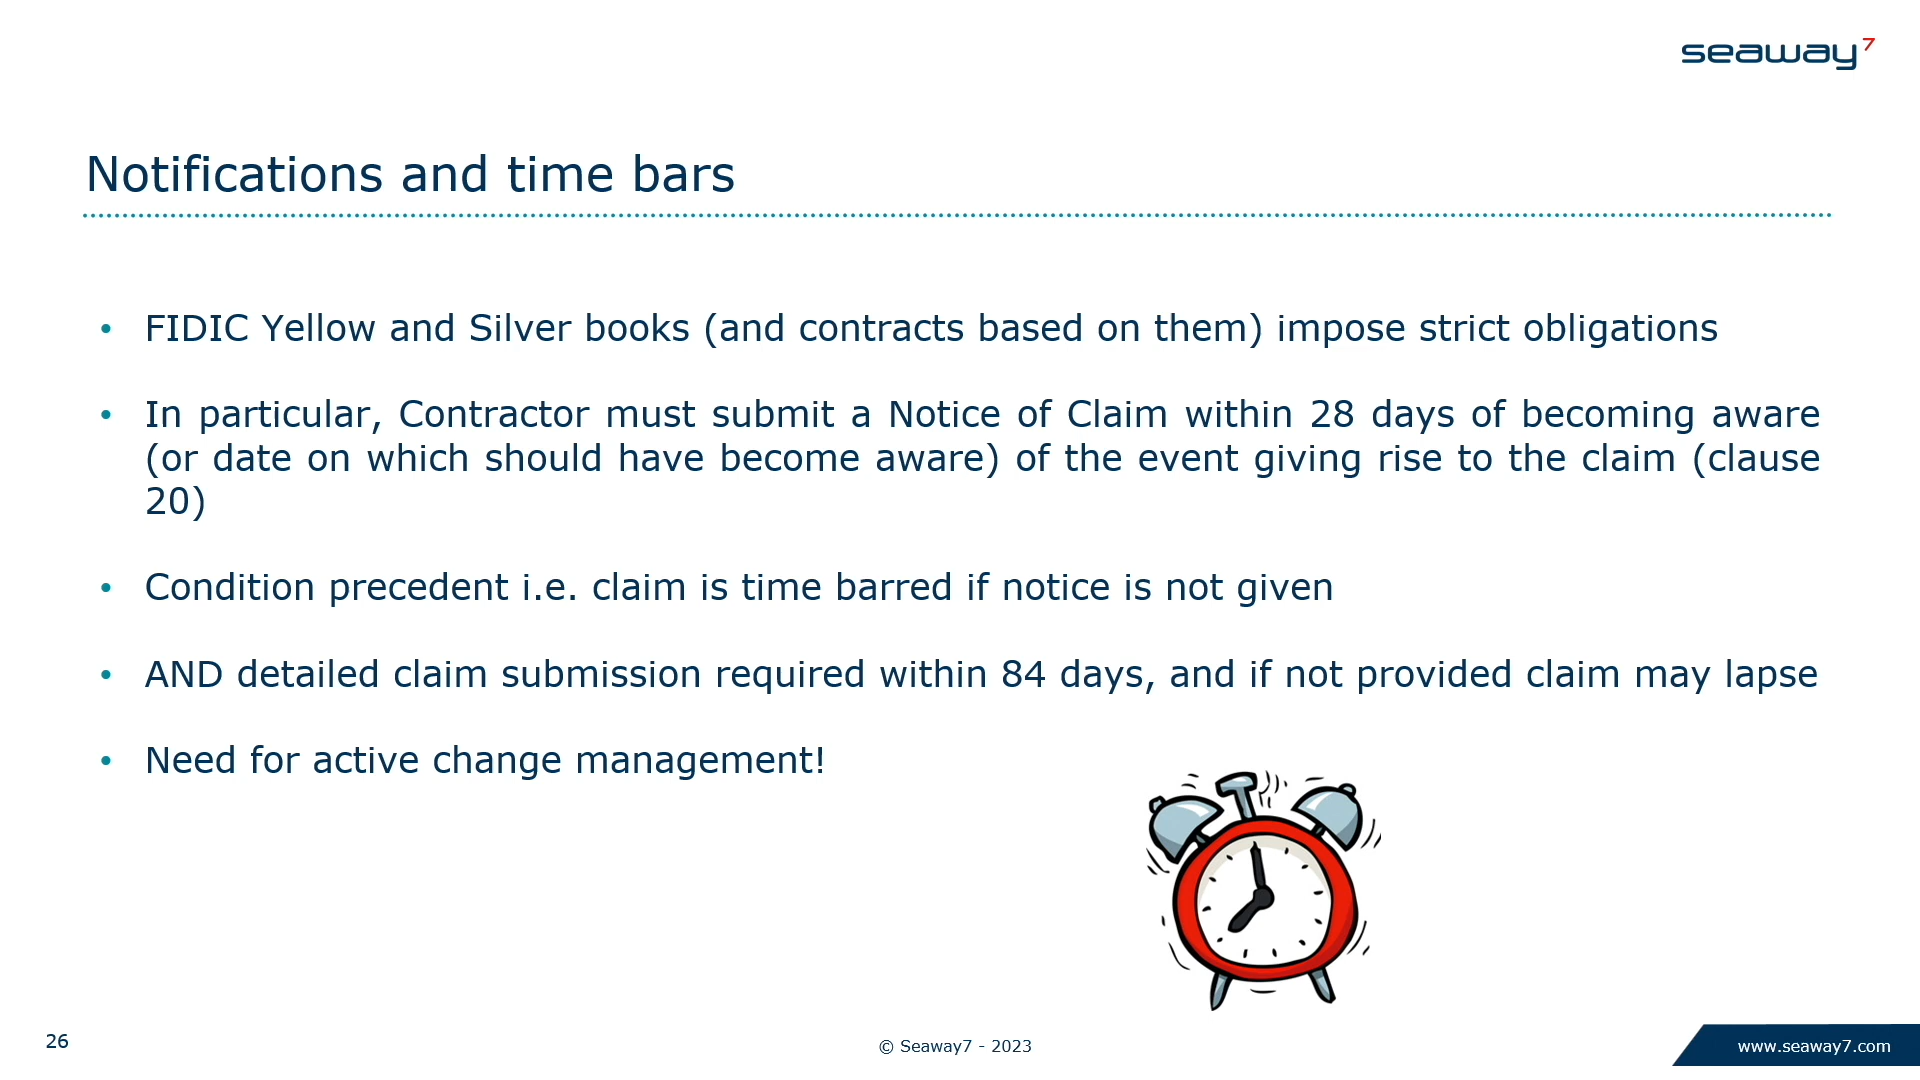 seaway7
Notifications and time bars
• FIDIC Yellow and Silver books (and contracts based on them) impose strict obligations
• In particular, Contractor must submit a Notice of Claim within 28 days of becoming aware
(or date on which should have become aware) of the event giving rise to the claim (clause
20)
• Condition precedent i.e. claim is time barred if notice is not given
• AND detailed claim submission required within 84 days, and if not provided claim may lapse
• Need for active change management!
26
© Seaway7 - 2023
www.seaway7.com